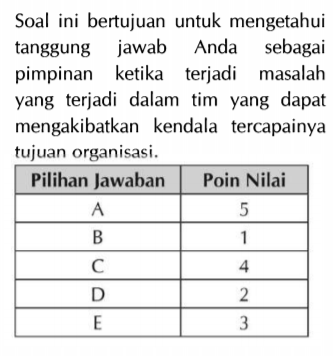 Soal ini bertujuan untuk mengetahui
tanggung jawab Anda sebagai
pimpinan ketika terjadi masalah
yang terjadi dalam tim yang dapat
mengakibatkan kendala tercapainya
tujuan organisasi.
Pilihan Jawaban Poin Nilai
A 5
B 1
C 4
D 2
E 3